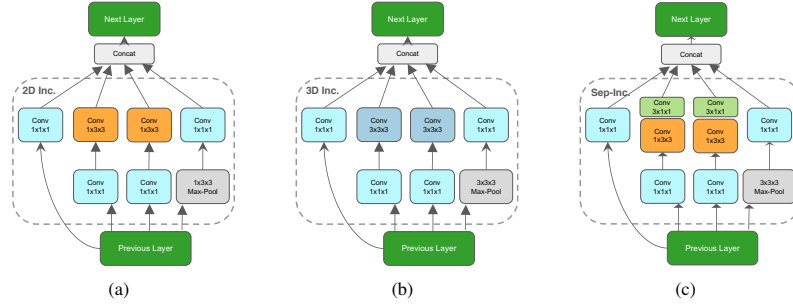 Next Layer
Concat
2D Inc.
Conv
1x1x1
Conv
1x3x3
Conv
1x3x3
Conv
1x1x1
Conv
1x1x1
Conv
1x1x1
1x3x3
Max-Pool
Previous Layer
(a)
Next Layer
Concat
3D Inc.
Conv
1x1x1
Conv
3x3x3
Conv
3x3x3
Conv
1x1x1
Conv
1x1x1
Conv
1x1x1
3x3x3
Max-Pool
Previous Layer
(b)
Next Layer
Concat
Sep-Inc.
Conv
1x1x1
Conv
3x1x1
Conv
1x3x3
Conv
3x1x1
Conv
1x3x3
Conv
1x1x1
Conv
1x1x1
Conv
1x1x1
3x3x3
Max-Pool
Previous Layer
(c)